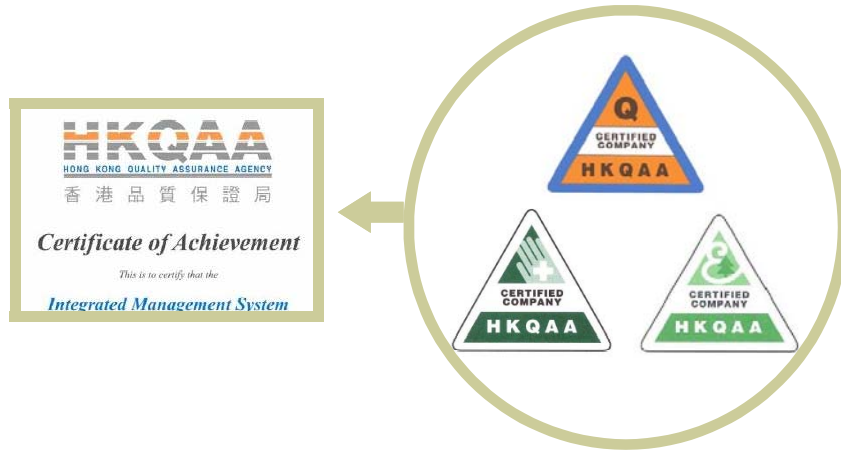 HKQAA
HONG KONG QUALITY ASSURANCE AGENCY
香港品質保證局
Certificate of Achievement
This is to certify that the
Integrated Management System
Q
CERTIFIED
COMPANY
HKQAA
CERTIFIED
COMPANY
HKQAA
E
CERTIFIED
COMPANY
HKQAA